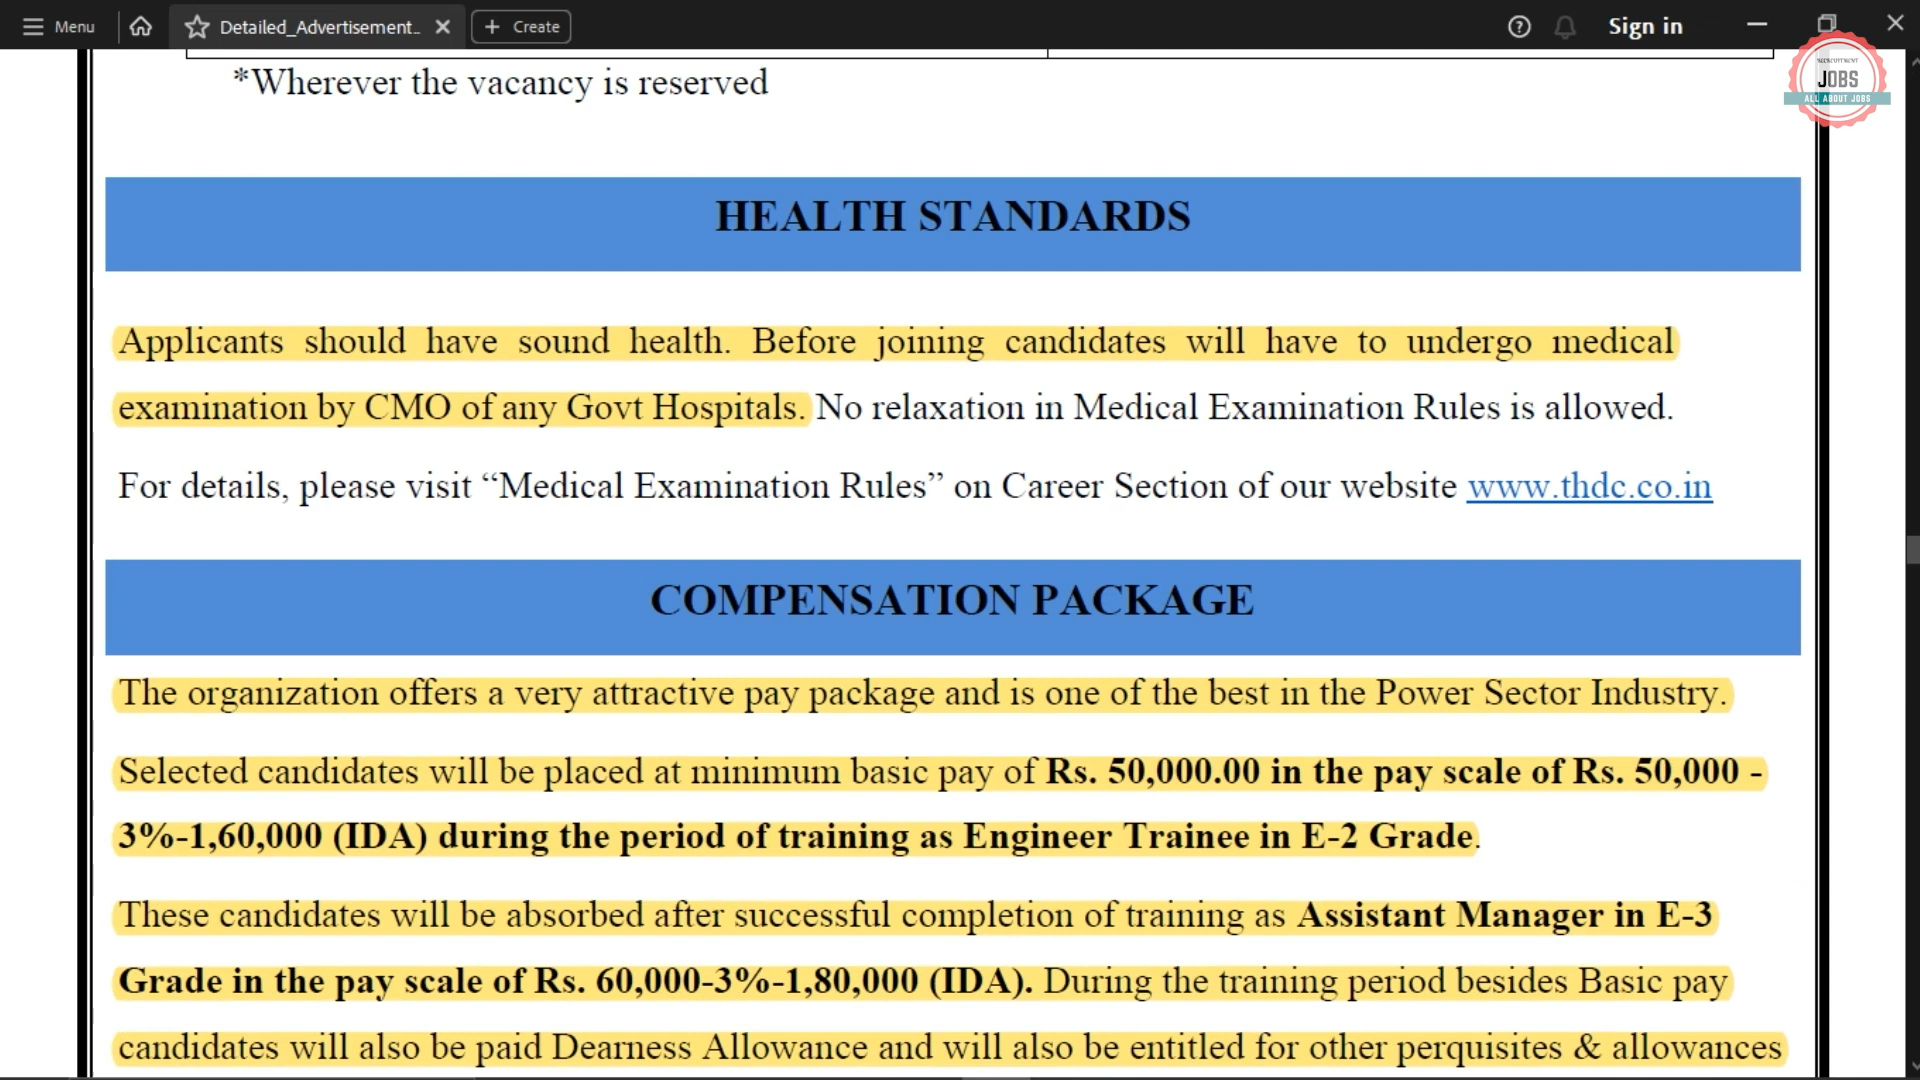 Menu
Detailed_Advertisement_
Create
Sign in
RECRUITMENT
JOBS
ALL ABOUT JOBS
*Wherever the vacancy is reserved
HEALTH STANDARDS
Applicants should have sound health. Before joining candidates will have to undergo medical
examination by CMO of any Govt Hospitals. No relaxation in Medical Examination Rules is allowed.
For details, please visit “Medical Examination Rules” on Career Section of our website www.thdc.co.in
COMPENSATION PACKAGE
The organization offers a very attractive pay package and is one of the best in the Power Sector Industry.
Selected candidates will be placed at minimum basic pay of Rs. 50,000.00 in the pay scale of Rs. 50,000 -
3%-1,60,000 (IDA) during the period of training as Engineer Trainee in E-2 Grade.
These candidates will be absorbed after successful completion of training as Assistant Manager in E-3
Grade in the pay scale of Rs. 60,000-3%-1,80,000 (IDA). During the training period besides Basic pay
candidates will also be paid Dearness Allowance and will also be entitled for other perquisites & allowances